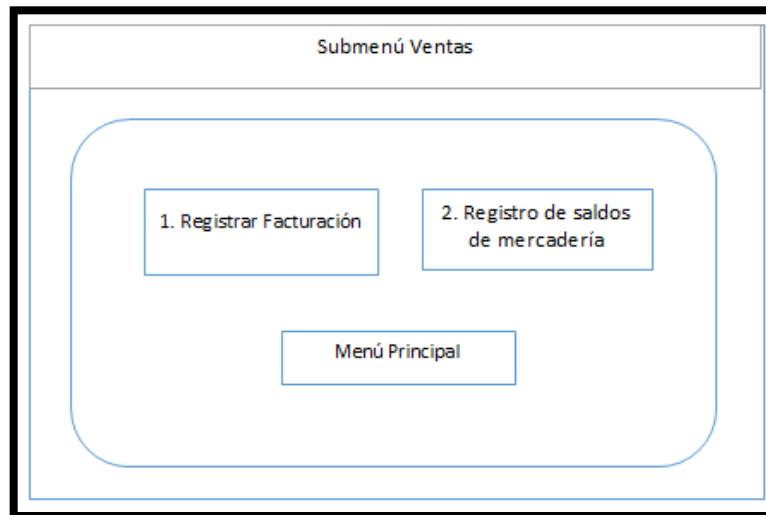 Submenú Ventas
1. Registrar Facturación
2. Registro de saldos
de mercadería
Menú Principal